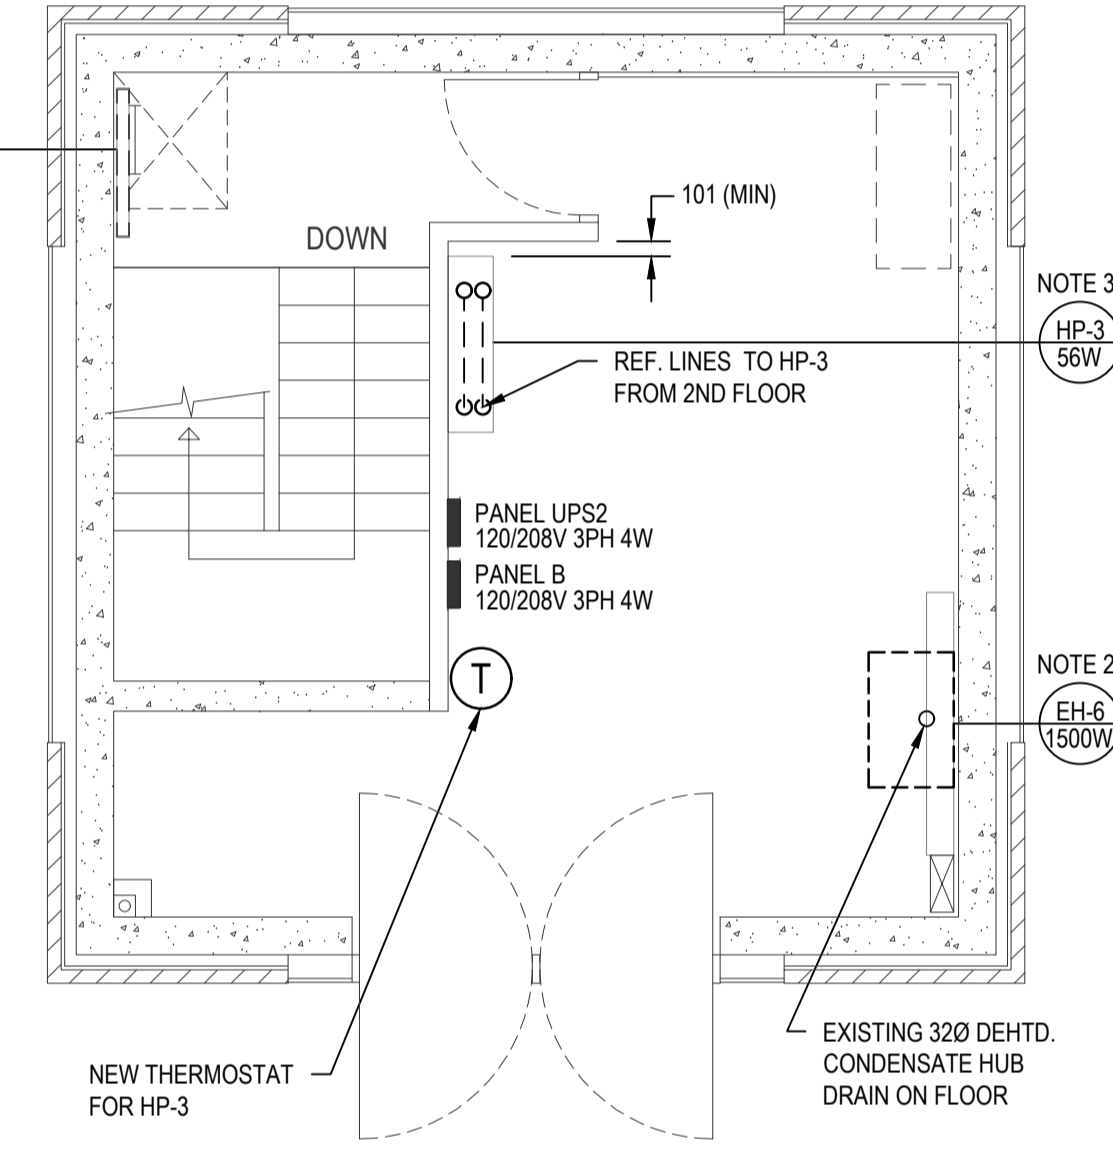 101 (MIN)
DOWN
NOTE 3
HP-3
56W
REF. LINES TO HP-3
FROM 2ND FLOOR
PANEL UPS2
120/208V 3PH 4W
PANEL B
120/208V 3PH 4W
T
NOTE 2
EH-6
1500W
NEW THERMOSTAT
FOR HP-3
EXISTING 32Ø DEHTD.
CONDENSATE HUB
DRAIN ON FLOOR